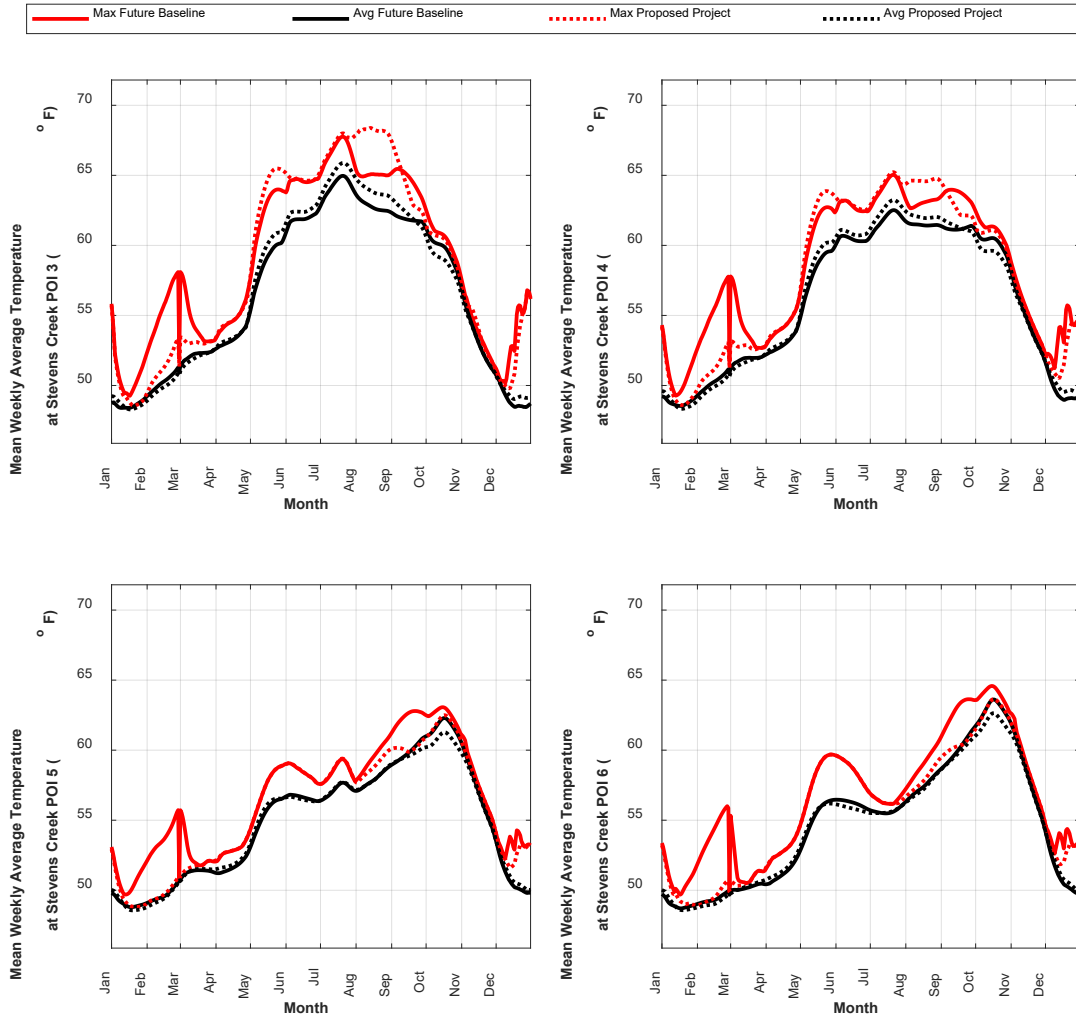 Max Future Baseline Avg Future Baseline Max Proposed Project Avg Proposed Project
Mean Weekly Average Temperature
at Stevens Creek POI 3 (
o F)
70
65
60
55
50
Jan Feb Mar Apr May Jun Jul Aug Sep Oct Nov Dec
Month
Mean Weekly Average Temperature
at Stevens Creek POI 4 (
o F)
70
65
60
55
50
Jan Feb Mar Apr May Jun Jul Aug Sep Oct Nov Dec
Month
Mean Weekly Average Temperature
at Stevens Creek POI 5 (
o F)
70
65
60
55
50
Jan Feb Mar Apr May Jun Jul Aug Sep Oct Nov Dec
Month
Mean Weekly Average Temperature
at Stevens Creek POI 6 (
o F)
70
65
60
55
50
Jan Feb Mar Apr May Jun Jul Aug Sep Oct Nov Dec
Month